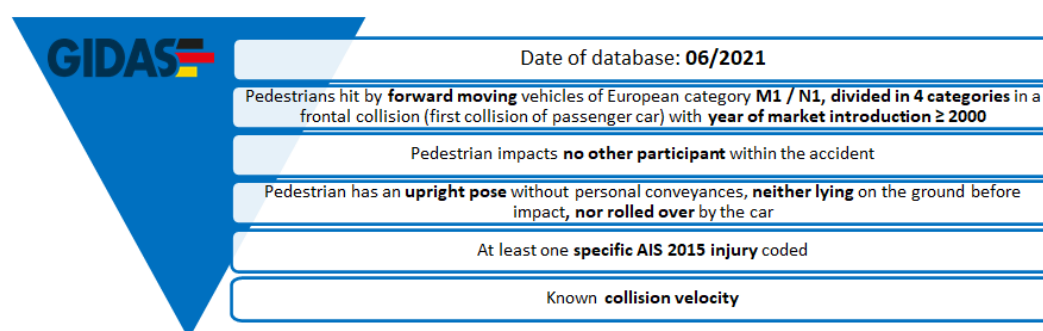 GIDAS
Date of database: 06/2021
Pedestrians hit by forward moving vehicles of European category M1 / N1, divided in 4 categories in a
frontal collision (first collision of passenger car) with year of market introduction ≥ 2000
Pedestrian impacts no other participant within the accident
Pedestrian has an upright pose without personal conveyances, neither lying on the ground before
impact, nor rolled over by the car
At least one specific AIS 2015 injury coded
Known collision velocity